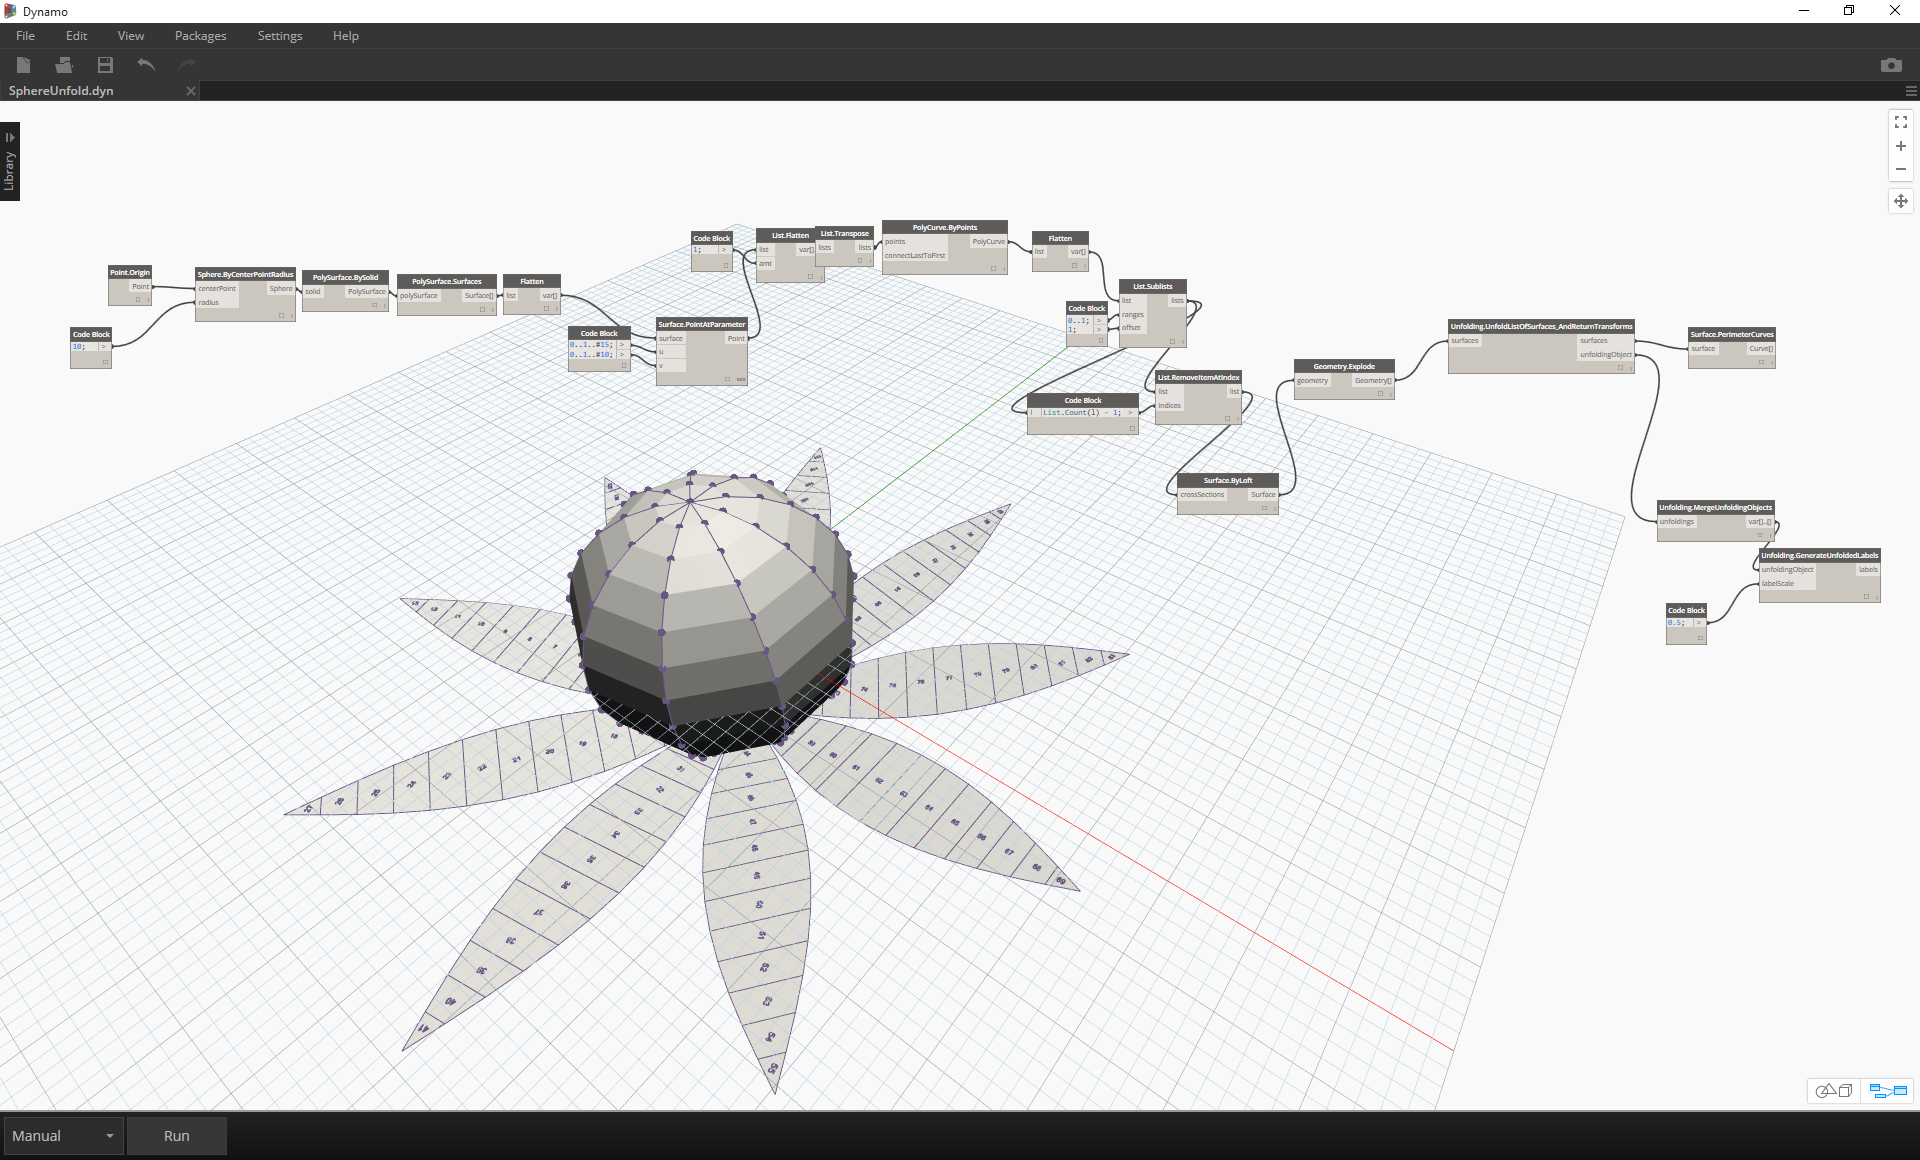 Dynamo
File Edit View Packages Settings Help
SphereUnfold.dyn
Library
Point.Origin
Point
Code Block
10; >
Sphere.ByCenterPointRadius
centerPoint Sphere
radius
PolySurface.BySolid
solid PolySurface
PolySurface.Surfaces
polySurface Surface[]
Flatten
list var[]
Code Block
0..1..#15; >
0..1..#10; >
Surface.PointAtParameter
surface Point
u
v
Code Block
1; >
List.Flatten
list var[]
amt
List.Transpose
lists lists
PolyCurve.ByPoints
points PolyCurve
connectLastToFirst
Flatten
list var[]
Code Block
0..1; >
1; >
List.Sublists
list lists
ranges
offset
Code Block
l List.Count(l) - 1; >
List.RemoveItemAtIndex
list list
indices
Surface.ByLoft
crossSections Surface
Geometry.Explode
geometry Geometry[]
Unfolding.UnfoldListOfSurfaces_AndReturnTransforms
surfaces surfaces
unfoldingObject
Surface.PerimeterCurves
surface Curve[]
Unfolding.MergeUnfoldingObjects
unfoldings var[]..[]
Unfolding.GenerateUnfoldedLabels
unfoldingObject labels
labelScale
Code Block
0.5; >
Manual
Run